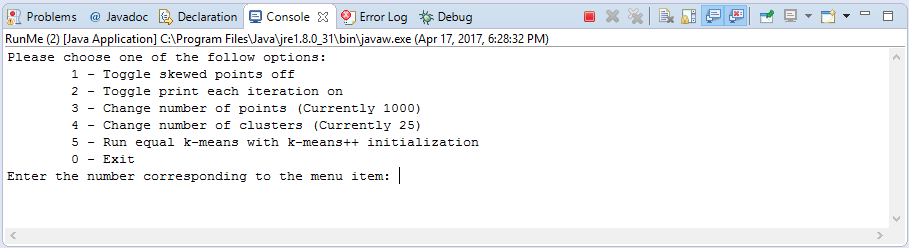 Problems @ Javadoc Declaration Console Error Log Debug
RunMe (2) [Java Application] C:\Program Files\Java\jre1.8.0_31\bin\javaw.exe (Apr 17, 2017, 6:28:32 PM)
Please choose one of the follow options:
1 - Toggle skewed points off
2 - Toggle print each iteration on
3 - Change number of points (Currently 1000)
4 - Change number of clusters (Currently 25)
5 - Run equal k-means with k-means++ initialization
0 - Exit
Enter the number corresponding to the menu item: